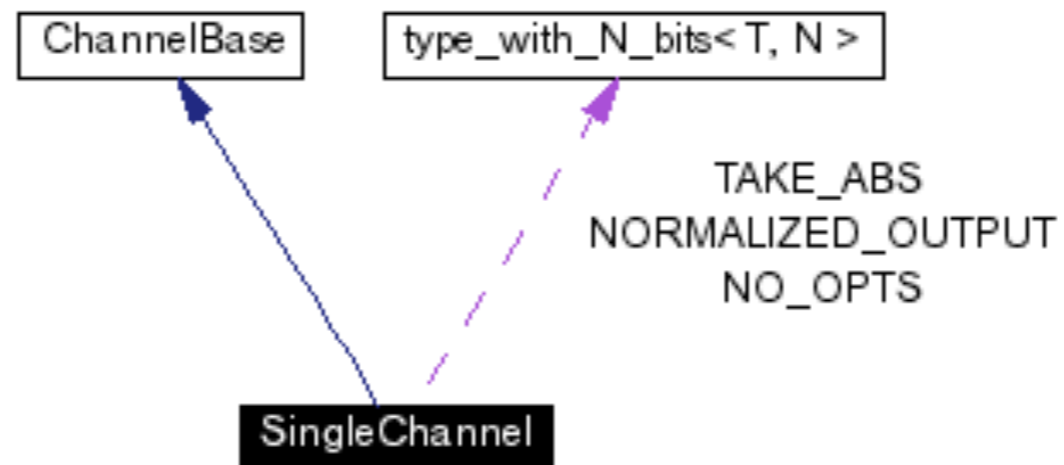 ChannelBase
type_with_N_bits< T, N >
TAKE_ABS
NORMALIZED_OUTPUT
NO_OPTS
SingleChannel